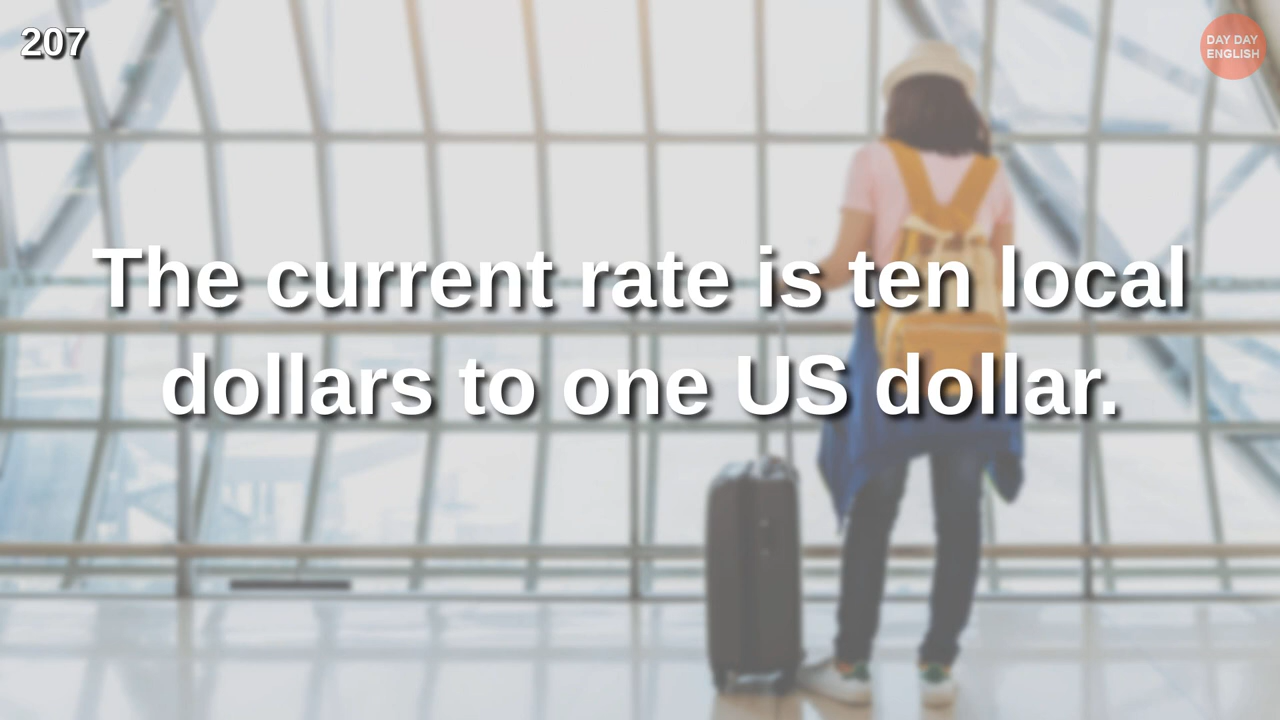 207
DAY DAY
ENGLISH
The current rate is ten local
dollars to one US dollar.